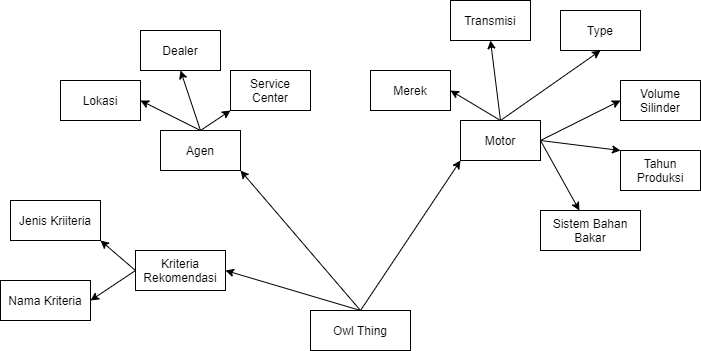 Transmisi
Type
Dealer
Service
Center
Lokasi
Merek
Volume
Silinder
Agen
Motor
Tahun
Produksi
Jenis Kriiteria
Sistem Bahan
Bakar
Kriteria
Rekomendasi
Nama Kriteria
Owl Thing